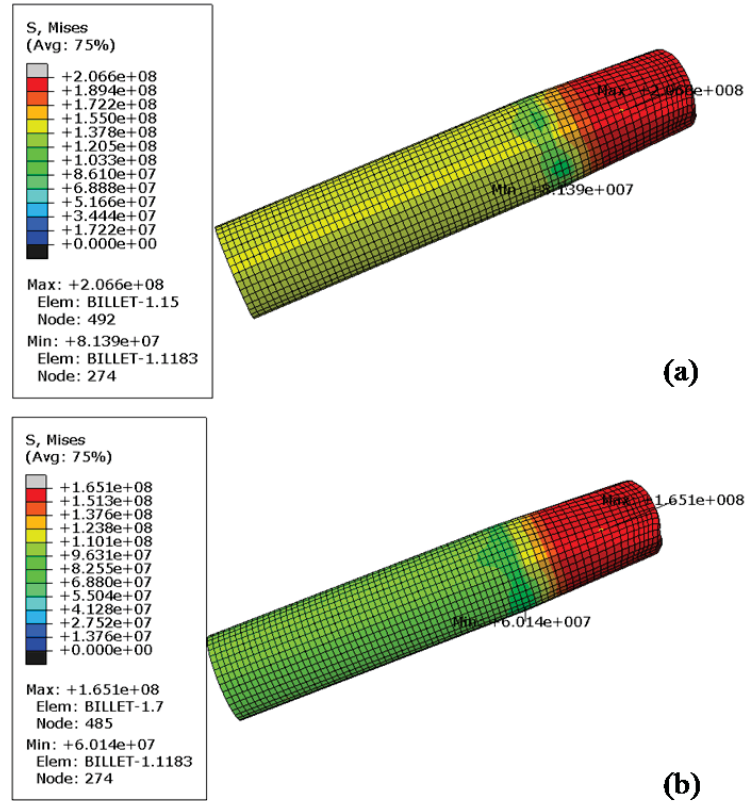 S, Mises
(Avg: 75%)
+2.066e+08
+1.894e+08
+1.722e+08
+1.550e+08
+1.378e+08
+1.205e+08
+1.033e+08
+8.610e+07
+6.888e+07
+5.166e+07
+3.444e+07
+1.722e+07
+0.000e+00
Max: +2.066e+08
Elem: BILLET-1.15
Node: 492
Min: +8.139e+07
Elem: BILLET-1.1183
Node: 274
Max: +2.066e+008
Min: +8.139e+007
(a)
S, Mises
(Avg: 75%)
+1.651e+08
+1.513e+08
+1.376e+08
+1.238e+08
+1.101e+08
+9.631e+07
+8.255e+07
+6.880e+07
+5.504e+07
+4.128e+07
+2.752e+07
+1.376e+07
+0.000e+00
Max: +1.651e+08
Elem: BILLET-1.7
Node: 485
Min: +6.014e+07
Elem: BILLET-1.1183
Node: 274
Max: +1.651e+008
Min: +6.014e+007
(b)